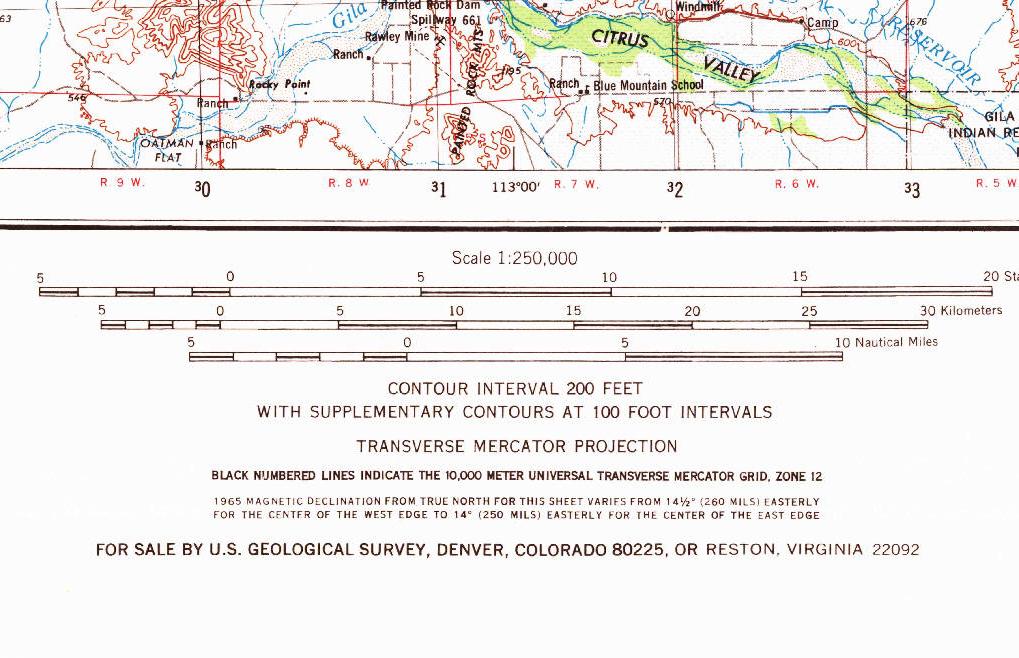 Gila
Painted Rock Dam
Spillway 661
Windmill
Camp
676
63
Rawley Mine
CITRUS
600
RESERVOIR
Ranch
VALLEY
1195
PAINTED ROCK MTS
Rocky Point
Ranch
Blue Mountain School
546
Ranch
570
GILA
INDIAN RE
OATMAN
FLAT
Ranch
R. 9 W.
30
R. 8 W
31
113°00'
R. 7 W.
32
R. 6 W.
33
R. 5 W
Scale 1:250,000
5 0 5 10 15 20 Sta
5 0 5 10 15 20 25 30 Kilometers
5 0 5 10 Nautical Miles
CONTOUR INTERVAL 200 FEET
WITH SUPPLEMENTARY CONTOURS AT 100 FOOT INTERVALS
TRANSVERSE MERCATOR PROJECTION
BLACK NUMBERED LINES INDICATE THE 10,000 METER UNIVERSAL TRANSVERSE MERCATOR GRID, ZONE 12
1965 MAGNETIC DECLINATION FROM TRUE NORTH FOR THIS SHEET VARIES FROM 14½° (260 MILS) EASTERLY
FOR THE CENTER OF THE WEST EDGE TO 14° (250 MILS) EASTERLY FOR THE CENTER OF THE EAST EDGE
FOR SALE BY U.S. GEOLOGICAL SURVEY, DENVER, COLORADO 80225, OR RESTON, VIRGINIA 22092